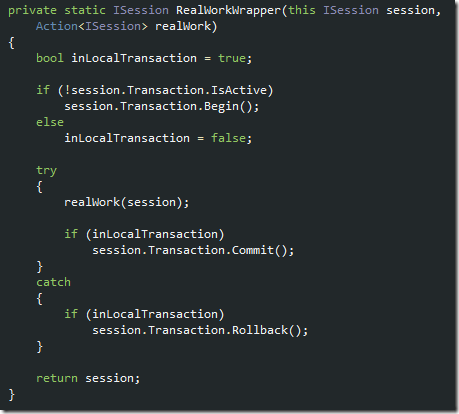 private static ISession RealWorkWrapper(this ISession session,
    Action<ISession> realWork)
{
    bool inLocalTransaction = true;

    if (!session.Transaction.IsActive)
        session.Transaction.Begin();
    else
        inLocalTransaction = false;

    try
    {
        realWork(session);

        if (inLocalTransaction)
            session.Transaction.Commit();
    }
    catch
    {
        if (inLocalTransaction)
            session.Transaction.Rollback();
    }

    return session;
}